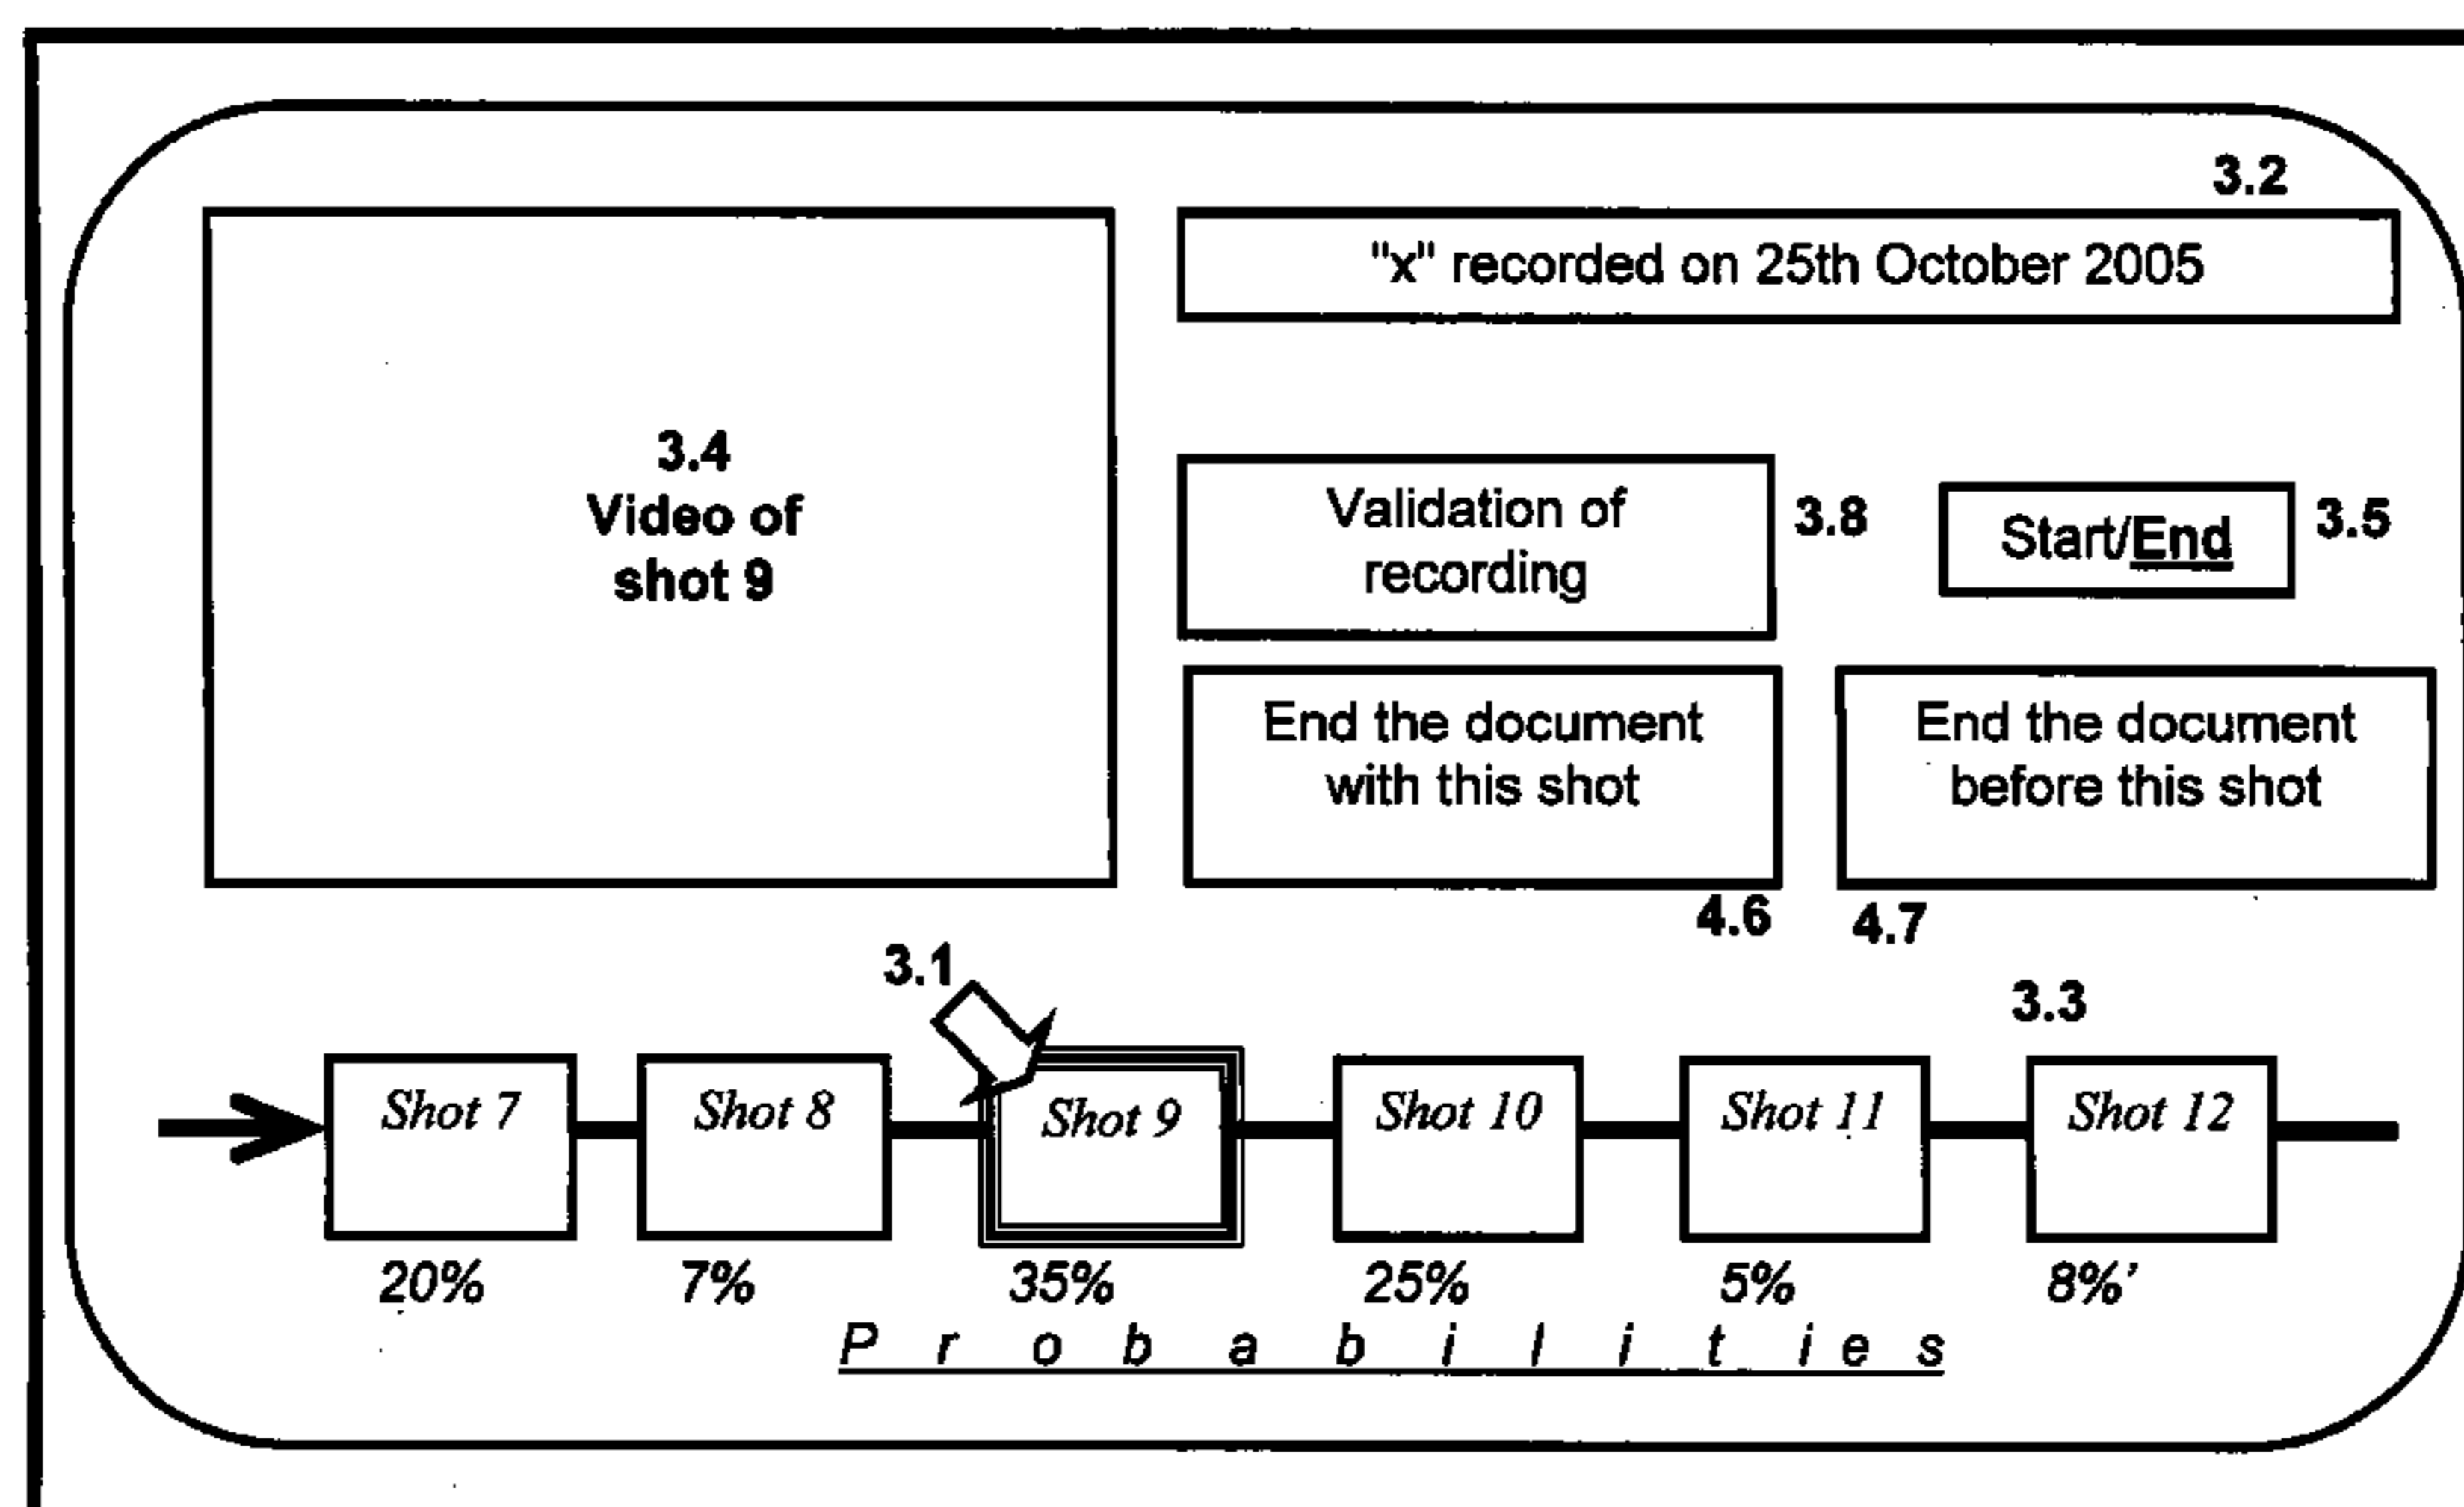 3.2
"x" recorded on 25th October 2005
3.4
Video of
shot 9
Validation of
recording
3.8
Start/End
3.5
End the document
with this shot
End the document
before this shot
4.6
4.7
3.1
3.3
Shot 7
Shot 8
Shot 9
Shot 10
Shot 11
Shot 12
20%
7%
35%
25%
5%
8%'
Probabilities